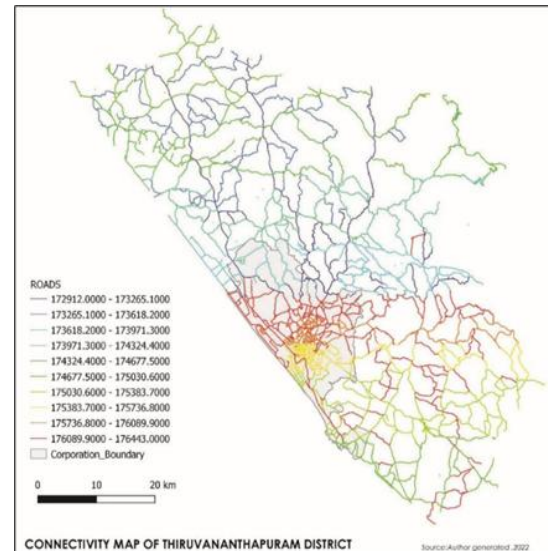 ROADS
172912.0000 - 173265.1000
173265.1000 - 173618.2000
173618.2000 - 173971.3000
173971.3000 - 174324.4000
174324.4000 - 174677.5000
174677.5000 - 175030.6000
175030.6000 - 175383.7000
175383.7000 - 175736.8000
175736.8000 - 176089.9000
176089.9000 - 176443.0000
Corporation_Boundary
0 10 20 km
CONNECTIVITY MAP OF THIRUVANANTHAPURAM DISTRICT
Source:Author generated ,2022